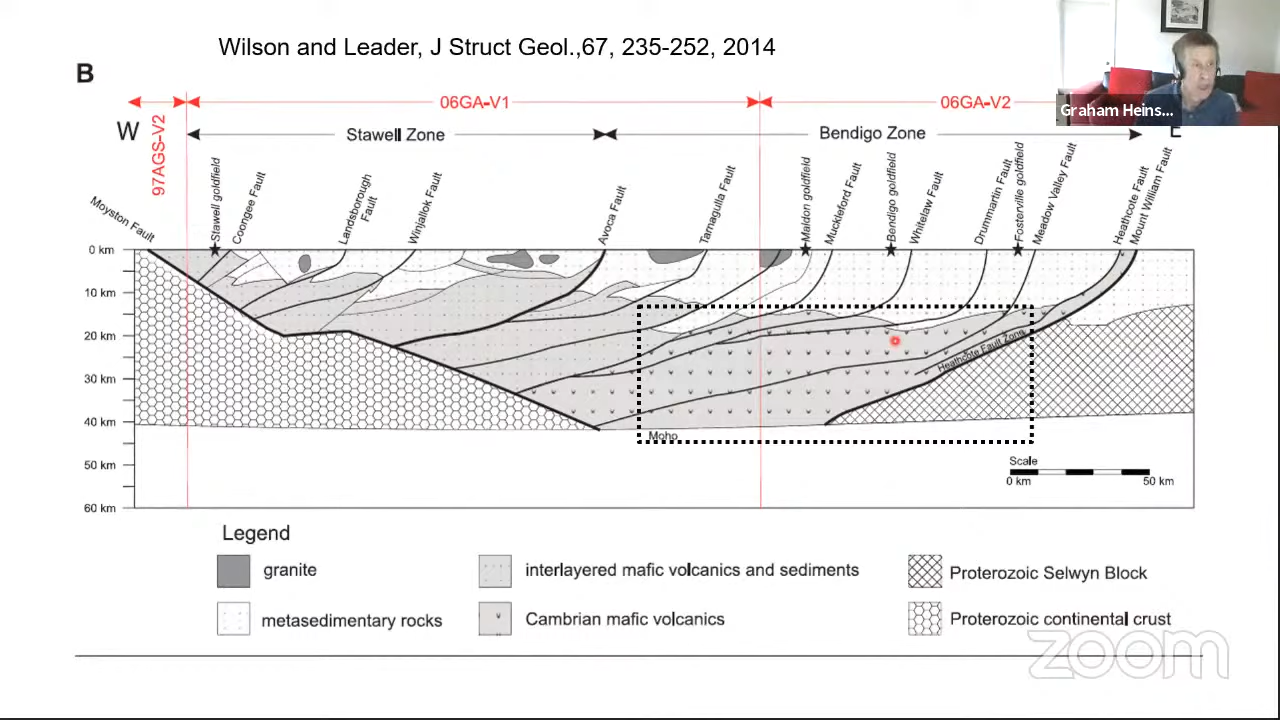 Wilson and Leader, J Struct Geol.,67, 235-252, 2014
B
Graham Heins...
06GA-V1
06GA-V2
97AGS-V2
W
Stawell Zone
Bendigo Zone
E
Moyston Fault
Stawell goldfield
Coongee Fault
Landsborough
Fault
Winjallok Fault
Avoca Fault
Tarnagulla Fault
Maldon goldfield
Muckleford Fault
Bendigo goldfield
Whitelaw Fault
Drummartin Fault
Fosterville goldfield
Meadow Valley Fault
Heathcote Fault
Mount William Fault
0 km
10 km
20 km
30 km
40 km
50 km
60 km
Heathcote Fault Zone
Moho
Scale
0 km
50 km
Legend
granite
interlayered mafic volcanics and sediments
Proterozoic Selwyn Block
metasedimentary rocks
Cambrian mafic volcanics
Proterozoic continental crust
zoom